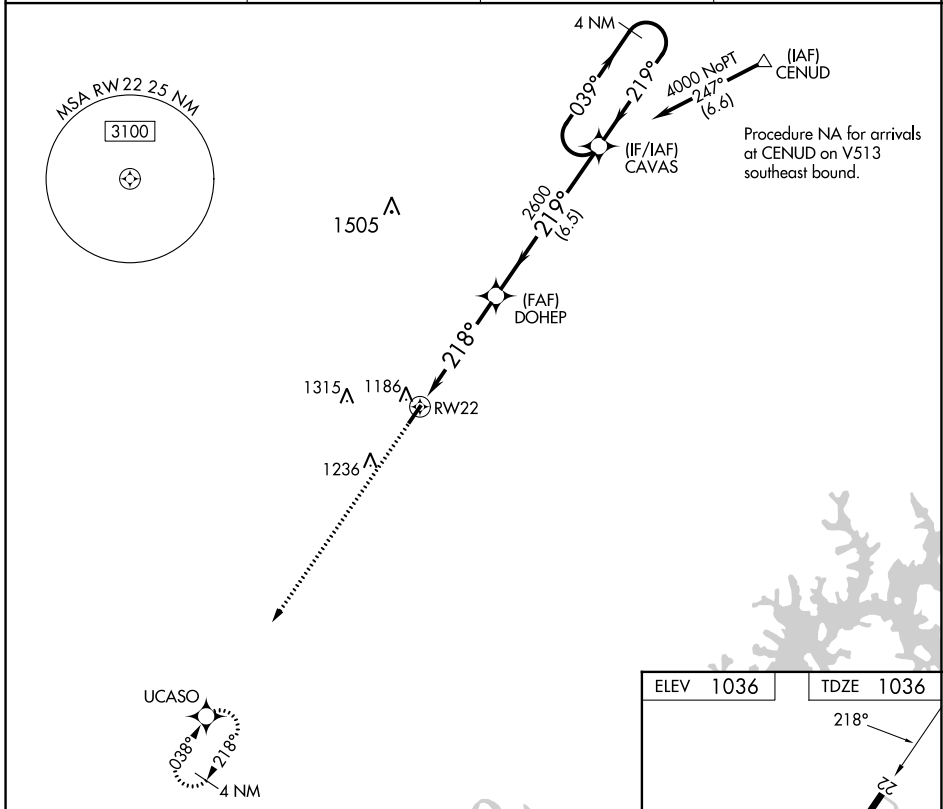 4 NM
(IAF)
CENUD
4000 NoPT
247°
(6.6)
039°
219°
MSA RW 22 25 NM
3100
Procedure NA for arrivals
at CENUD on V513
southeast bound.
(IF/IAF)
CAVAS
2600
219°
(6.5)
1505
(FAF)
DOHEP
218°
1315
1186
RW22
1236
UCASO
038°
218°
4 NM
ELEV 1036
TDZE 1036
218°
22